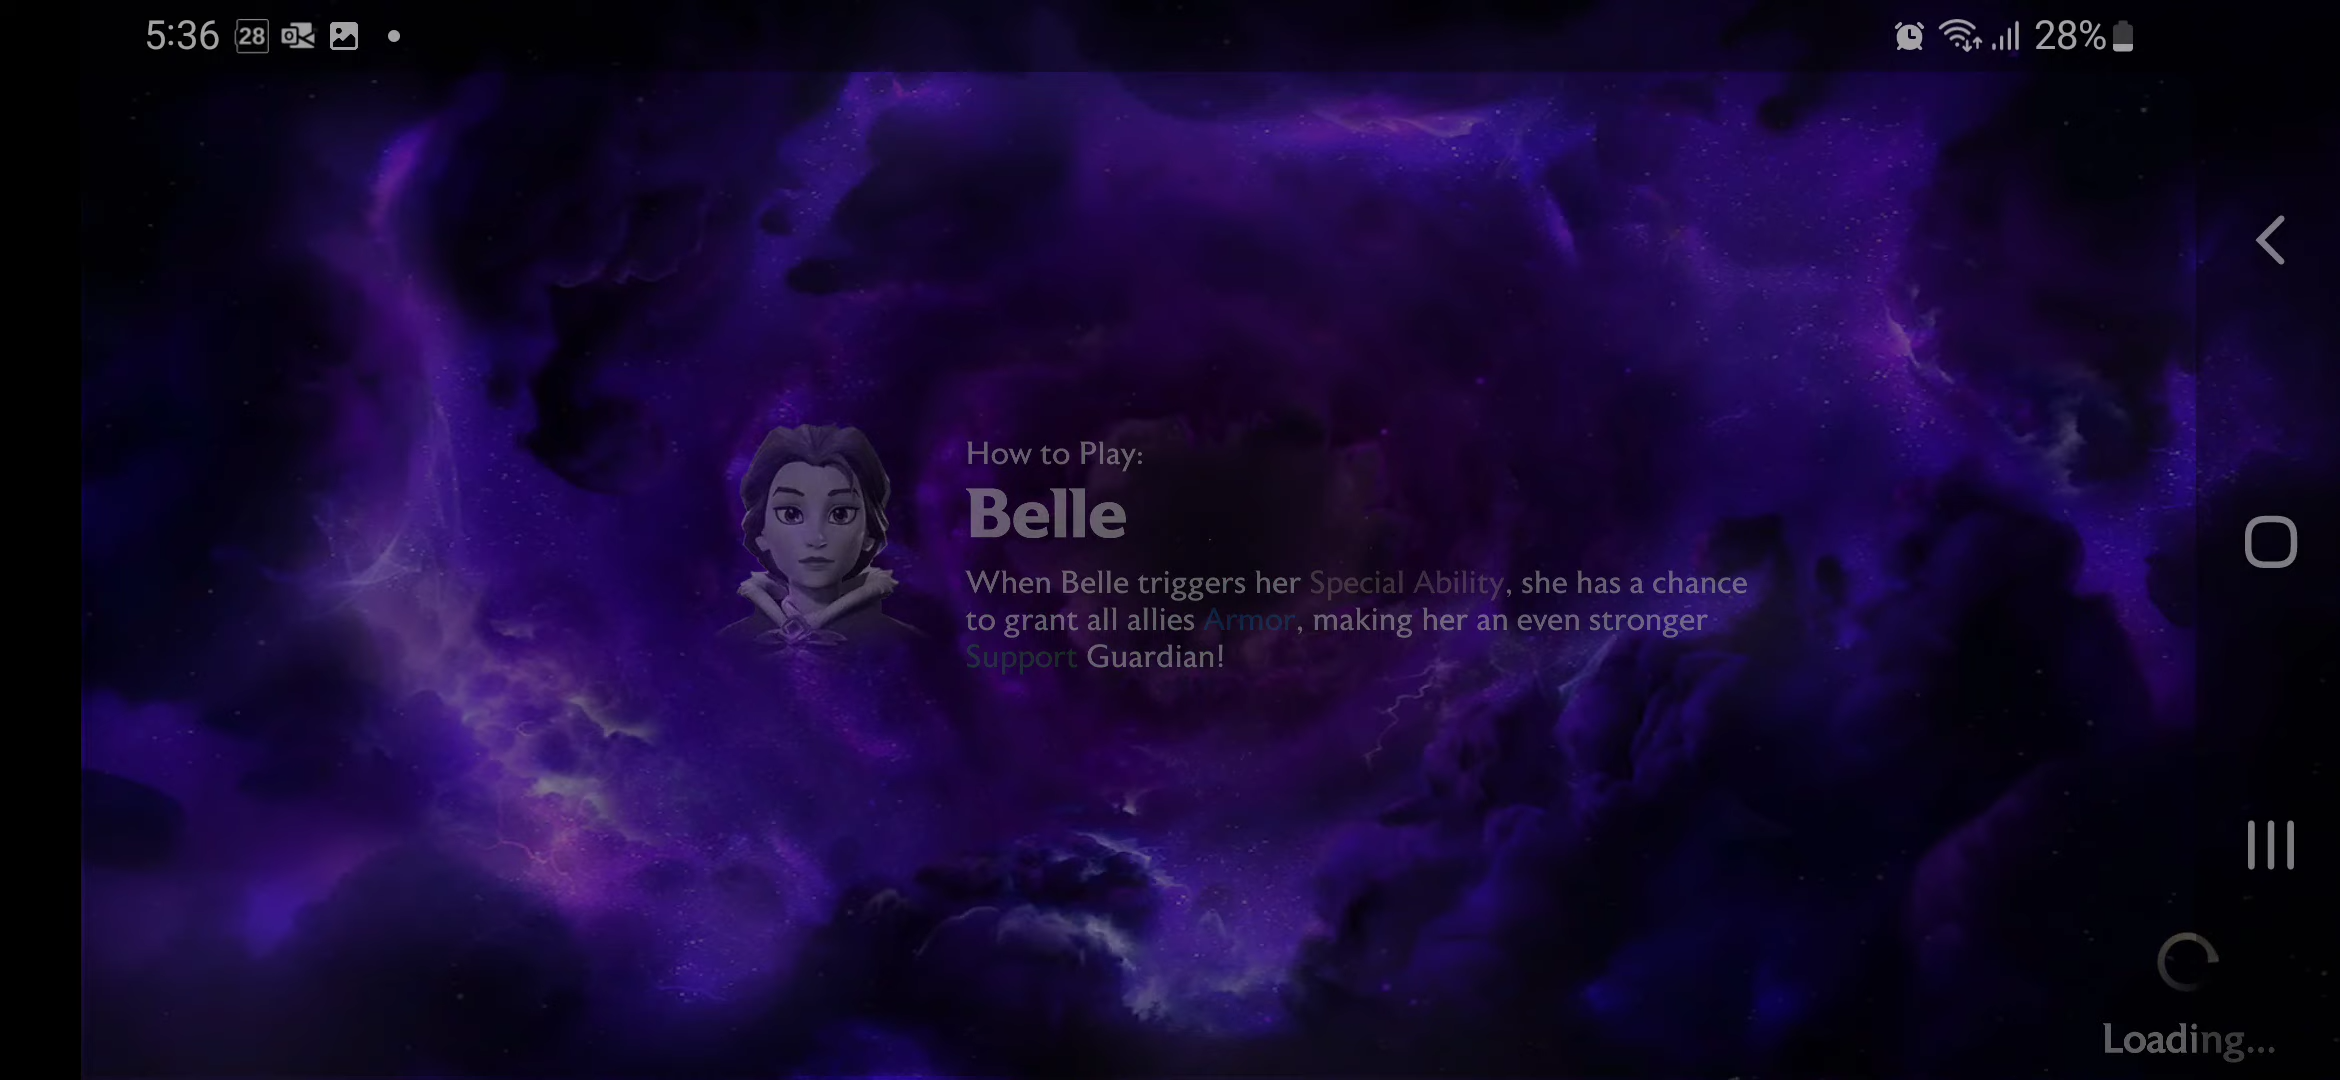 5:36 28 28%
How to Play:
Belle
When Belle triggers her Special Ability, she has a chance
to grant all allies Armor, making her an even stronger
Support Guardian!
Loading...